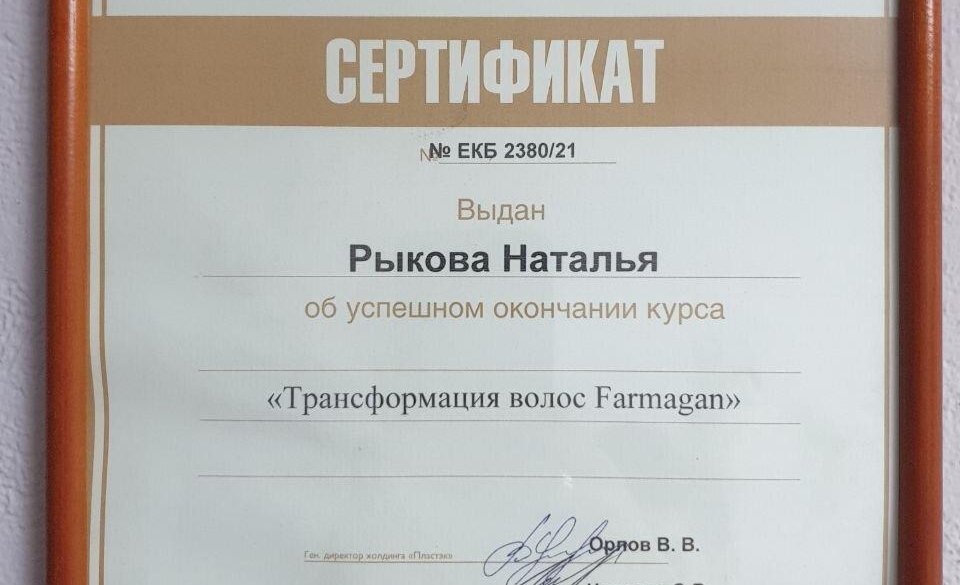 СЕРТИФИКАТ
№ ЕКБ 2380/21
Выдан
Рыкова Наталья
об успешном окончании курса
«Трансформация волос Farmagan»
Ген. директор холдинга «Пластэк» Орлов В. В.